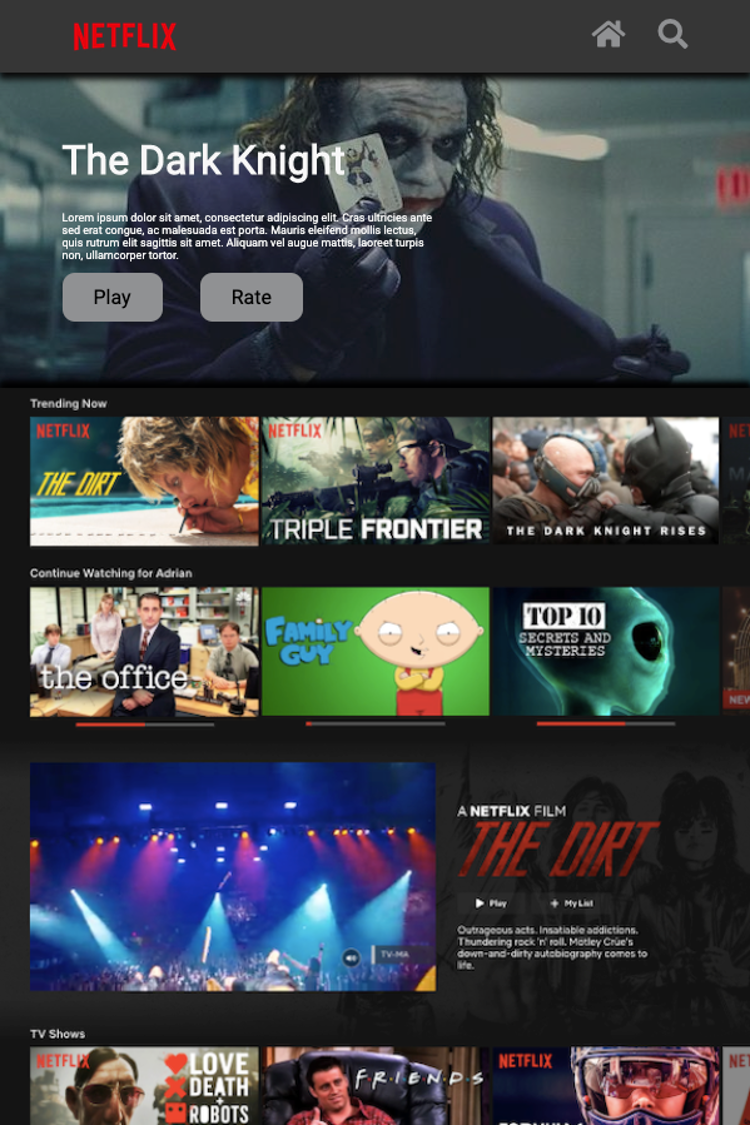 NETFLIX
The Dark Knight
Lorem ipsum dolor sit amet, consectetur adipiscing elit. Cras ultricies ante
sed erat congue, ac malesuada est porta. Mauris eleifend mollis lectus,
quis rutrum elit sagittis sit amet. Aliquam vel augue mattis, laoreet turpis
non, ullamcorper tortor.
Play
Rate
Trending Now
NETFLIX
THE DIRT
NETFLIX
TRIPLE FRONTIER
THE DARK KNIGHT RISES
NET
Continue Watching for Adrian
the office
FAMILY
GUY
TOP 10
SECRETS AND
MYSTERIES
NEW
A NETFLIX FILM
THE DIRT
Play
My List
TV-MA
Outrageous acts. Insatiable addictions.
Thundering rock 'n' roll. Mötley Crüe's
down-and-dirty autobiography comes to
life.
TV Shows
NETFLIX
LOVE
DEATH
+
ROBOTS
F·R·I·E·N·D·S
NETFLIX
NET